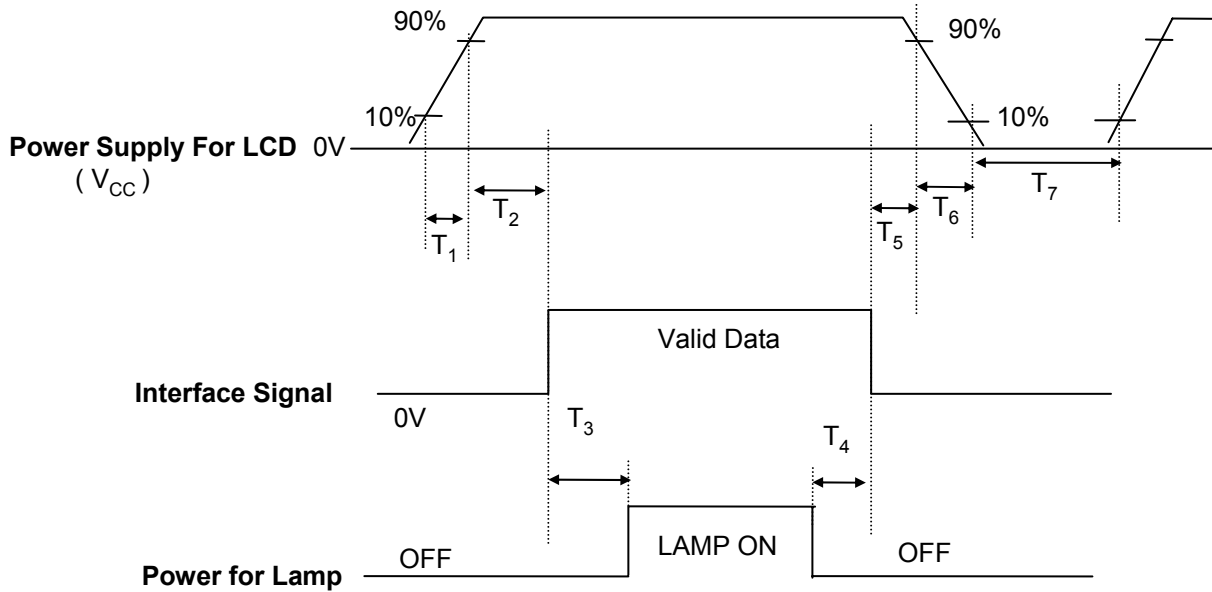 90%
90%
10%
10%
Power Supply For LCD 0V
( VCC )
T1
T2
T5
T6
T7
Valid Data
Interface Signal
0V
T3
T4
OFF
LAMP ON
OFF
Power for Lamp